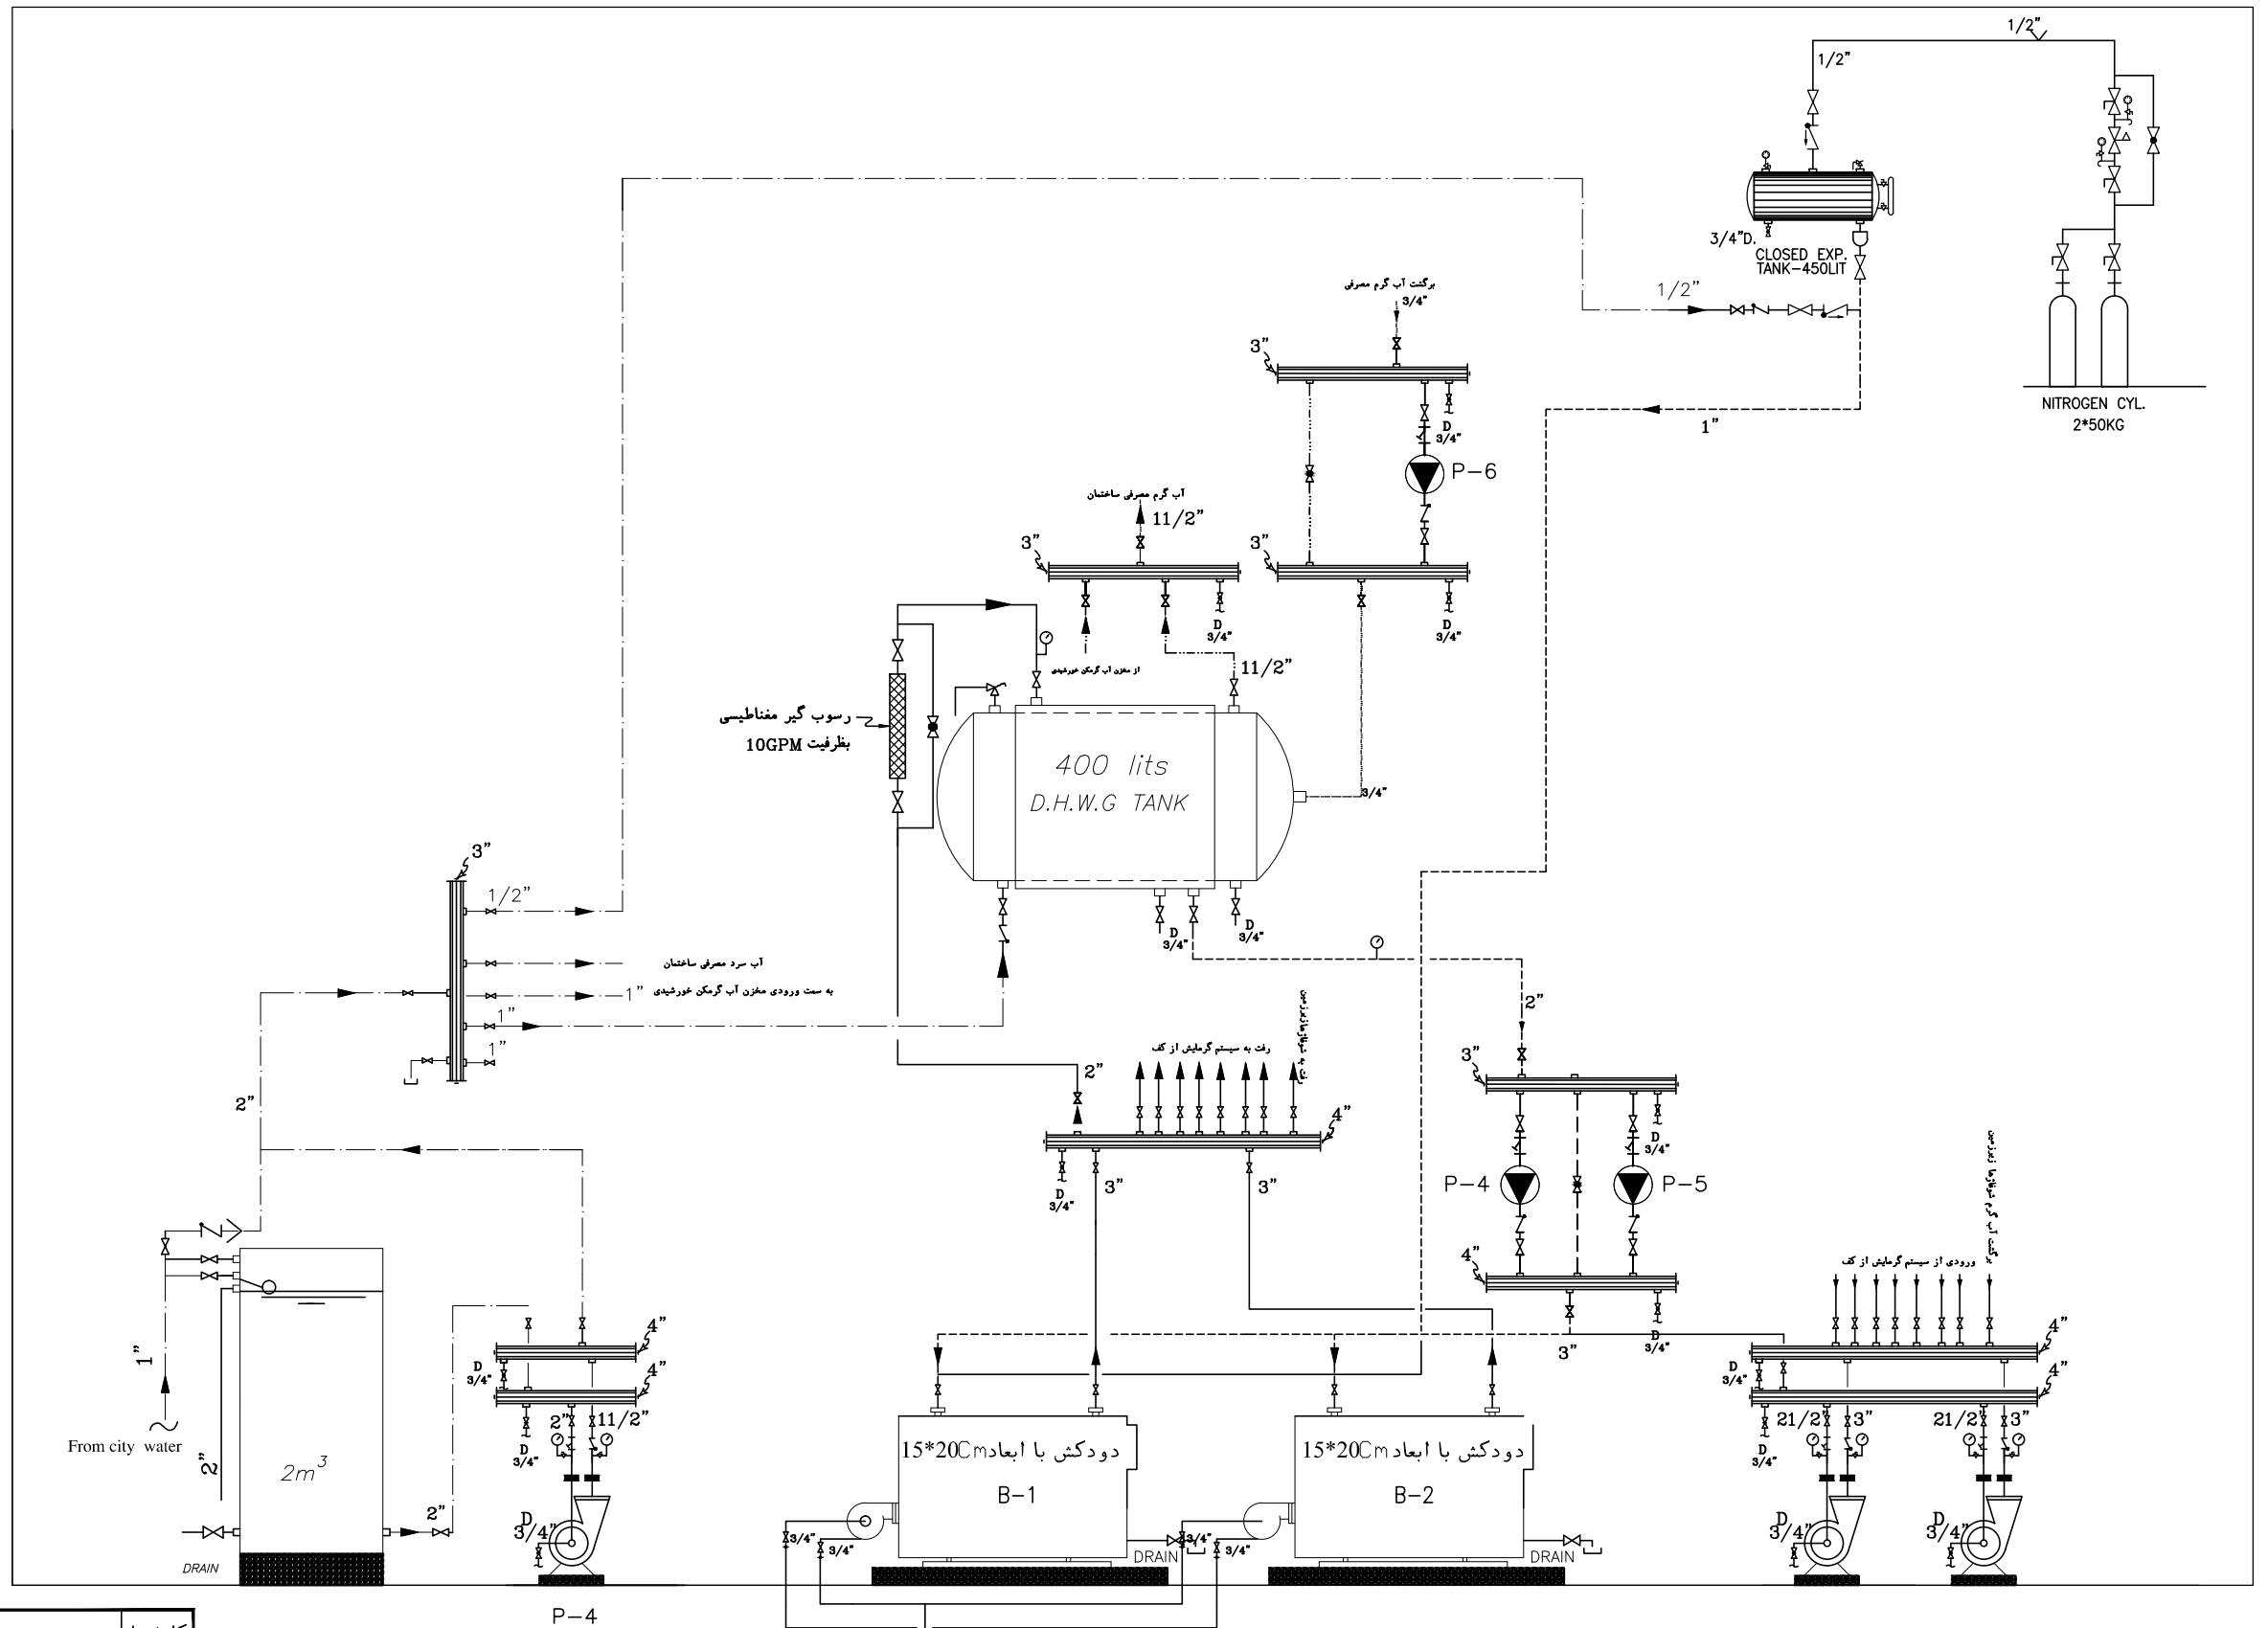 1/2"
1/2"
3/4"D.
CLOSED EXP.
TANK-450LIT
1/2"
NITROGEN CYL.
2*50KG
1"
برگشت آب گرم مصرفی
3/4"
3"
D
3/4"
P-6
آب گرم مصرفی ساختمان
11/2"
3"
3"
D
3/4"
D
3/4"
از مخزن آب گرمکن خورشیدی
11/2"
رسوب گیر مغناطیسی
بظرفیت 10GPM
400 lits
D.H.W.G TANK
3/4"
3"
1/2"
D
3/4"
D
3/4"
آب سرد مصرفی ساختمان
1" به سمت ورودی مخزن آب گرمکن خورشیدی
1"
1"
2"
2"
رفت به سیستم گرمایش از کف
2"
4"
D
3/4"
3"
3"
3"
D
3/4"
P-4
P-5
4"
D
3/4"
3"
ورودی از سیستم گرمایش از کف
4"
4"
D
3/4"
21/2"
3"
21/2"
3"
D
3/4"
D
3/4"
D
3/4"
1"
From city water
2"
2m³
DRAIN
2"
4"
4"
D
3/4"
2"
11/2"
D
3/4"
D
3/4"
P-4
دودکش با ابعاد 15*20Cm
B-1
3/4"
3/4"
DRAIN
دودکش با ابعاد 15*20Cm
B-2
3/4"
3/4"
DRAIN